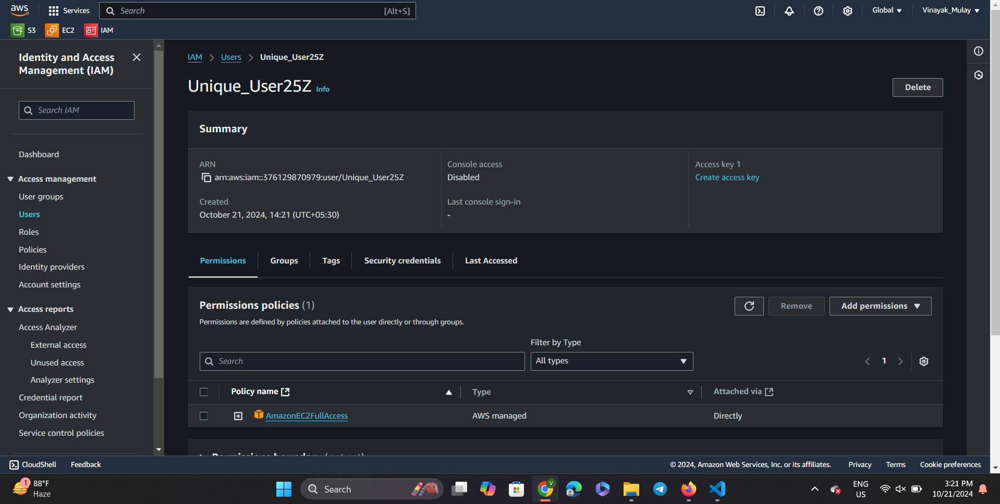 aws
Services
Search
[Alt+S]
Global
Vinayak_Mulay
S3
EC2
IAM
Identity and Access
Management (IAM)
Search IAM
Dashboard
Access management
User groups
Users
Roles
Policies
Identity providers
Account settings
Access reports
Access Analyzer
External access
Unused access
Analyzer settings
Credential report
Organization activity
Service control policies
IAM
Users
Unique_User25Z
Unique_User25Z Info
Delete
Summary
ARN
arn:aws:iam::376129870979:user/Unique_User25Z
Created
October 21, 2024, 14:21 (UTC+05:30)
Console access
Disabled
Last console sign-in
-
Access key 1
Create access key
Permissions
Groups
Tags
Security credentials
Last Accessed
Permissions policies (1)
Permissions are defined by policies attached to the user directly or through groups.
Remove
Add permissions
Filter by Type
Search
All types
1
Policy name
Type
Attached via
AmazonEC2FullAccess
AWS managed
Directly
Permissions boundary (not set)
CloudShell
Feedback
© 2024, Amazon Web Services, Inc. or its affiliates.
Privacy
Terms
Cookie preferences
1
88°F
Haze
Search
V
ENG
US
3:21 PM
10/21/2024